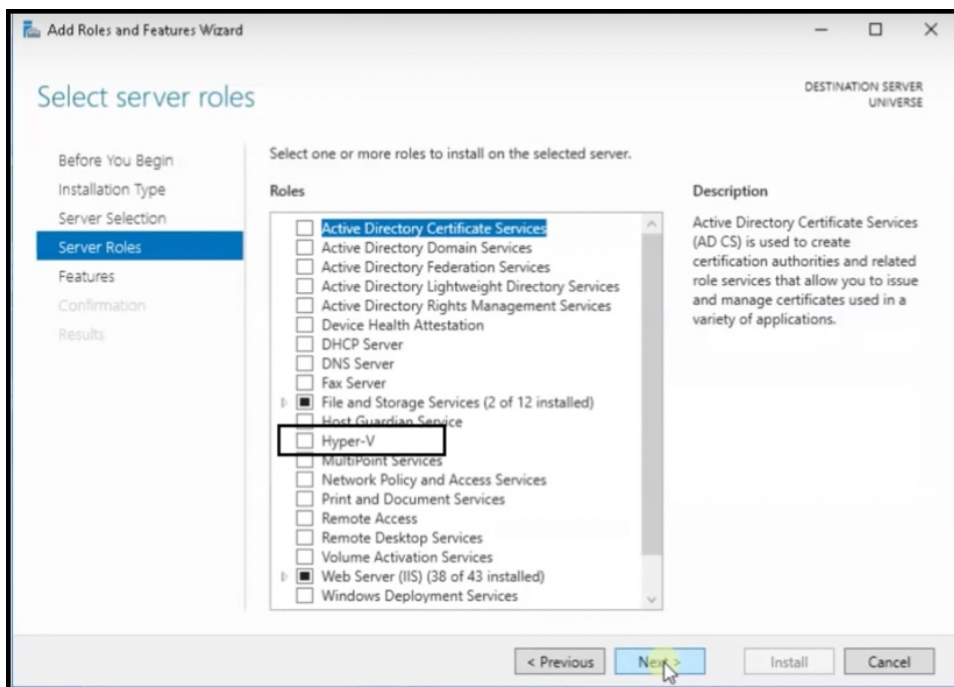 Add Roles and Features Wizard
Select server roles
DESTINATION SERVER
UNIVERSE
Before You Begin
Installation Type
Server Selection
Server Roles
Features
Confirmation
Results
Select one or more roles to install on the selected server.
Roles
Active Directory Certificate Services
Active Directory Domain Services
Active Directory Federation Services
Active Directory Lightweight Directory Services
Active Directory Rights Management Services
Device Health Attestation
DHCP Server
DNS Server
Fax Server
File and Storage Services (2 of 12 installed)
Host Guardian Service
Hyper-V
MultiPoint Services
Network Policy and Access Services
Print and Document Services
Remote Access
Remote Desktop Services
Volume Activation Services
Web Server (IIS) (38 of 43 installed)
Windows Deployment Services
Description
Active Directory Certificate Services
(AD CS) is used to create
certification authorities and related
role services that allow you to issue
and manage certificates used in a
variety of applications.
< Previous
Next >
Install
Cancel